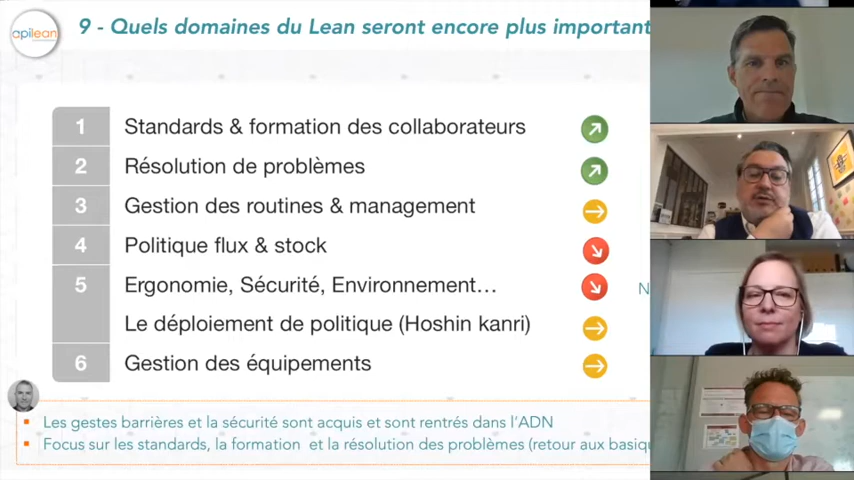 apilean
9 - Quels domaines du Lean seront encore plus important
1 Standards & formation des collaborateurs
2 Résolution de problèmes
3 Gestion des routines & management
4 Politique flux & stock
5 Ergonomie, Sécurité, Environnement…
N
Le déploiement de politique (Hoshin kanri)
6 Gestion des équipements
Les gestes barrières et la sécurité sont acquis et sont rentrés dans l'ADN
Focus sur les standards, la formation et la résolution des problèmes (retour aux basiqu